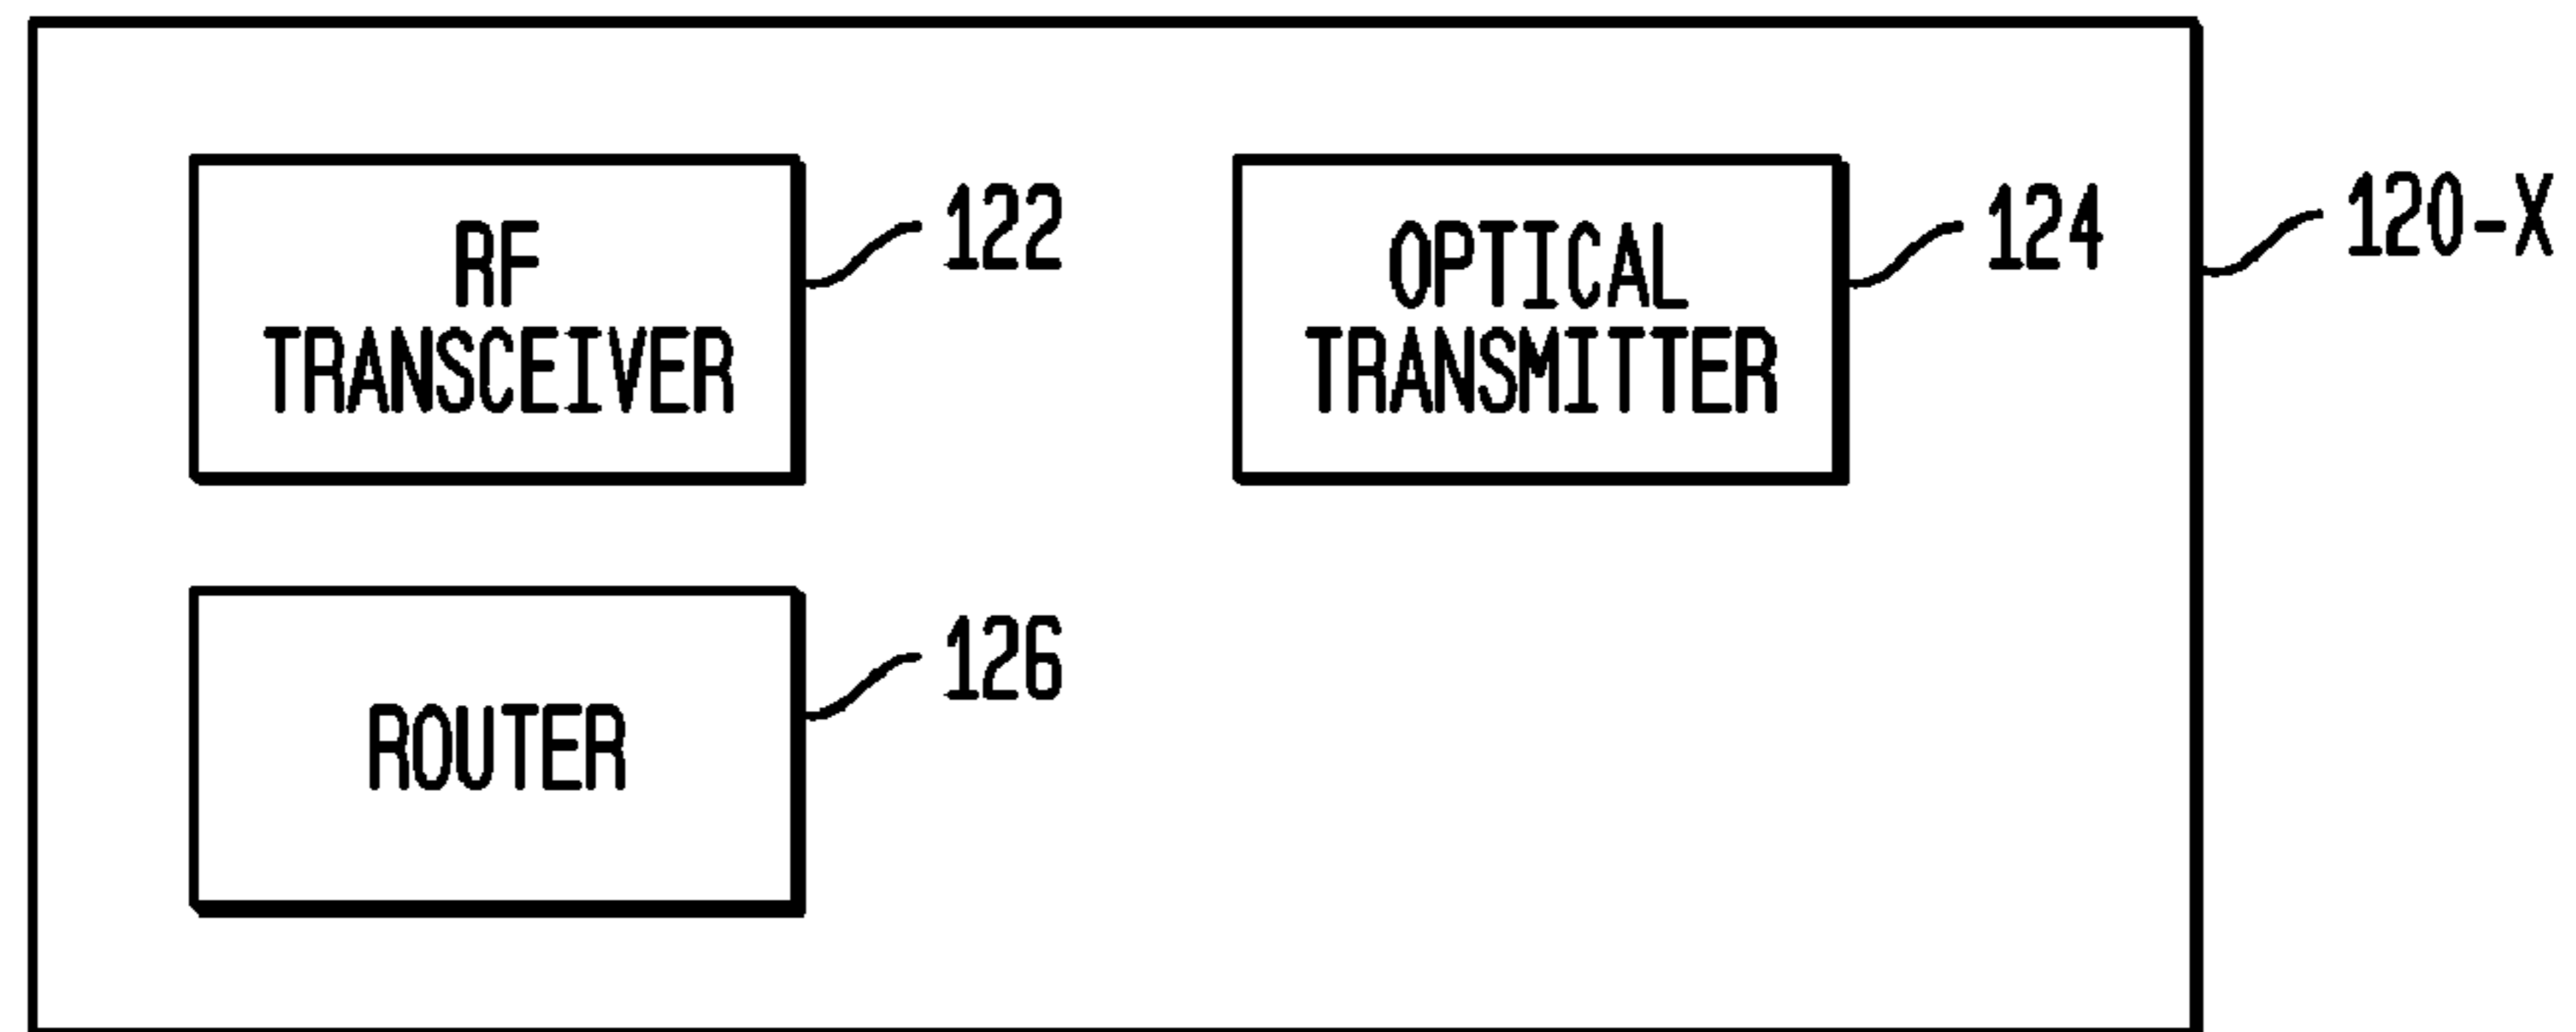 RF
TRANSCEIVER
122
OPTICAL
TRANSMITTER
124
120-X
ROUTER
126